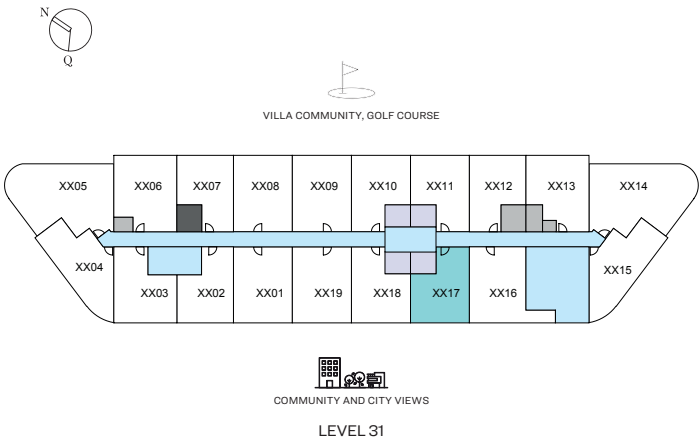 N
Q
VILLA COMMUNITY, GOLF COURSE
XX05 XX06 XX07 XX08 XX09 XX10 XX11 XX12 XX13 XX14
XX04 XX15
XX03 XX02 XX01 XX19 XX18 XX17 XX16
COMMUNITY AND CITY VIEWS
LEVEL 31